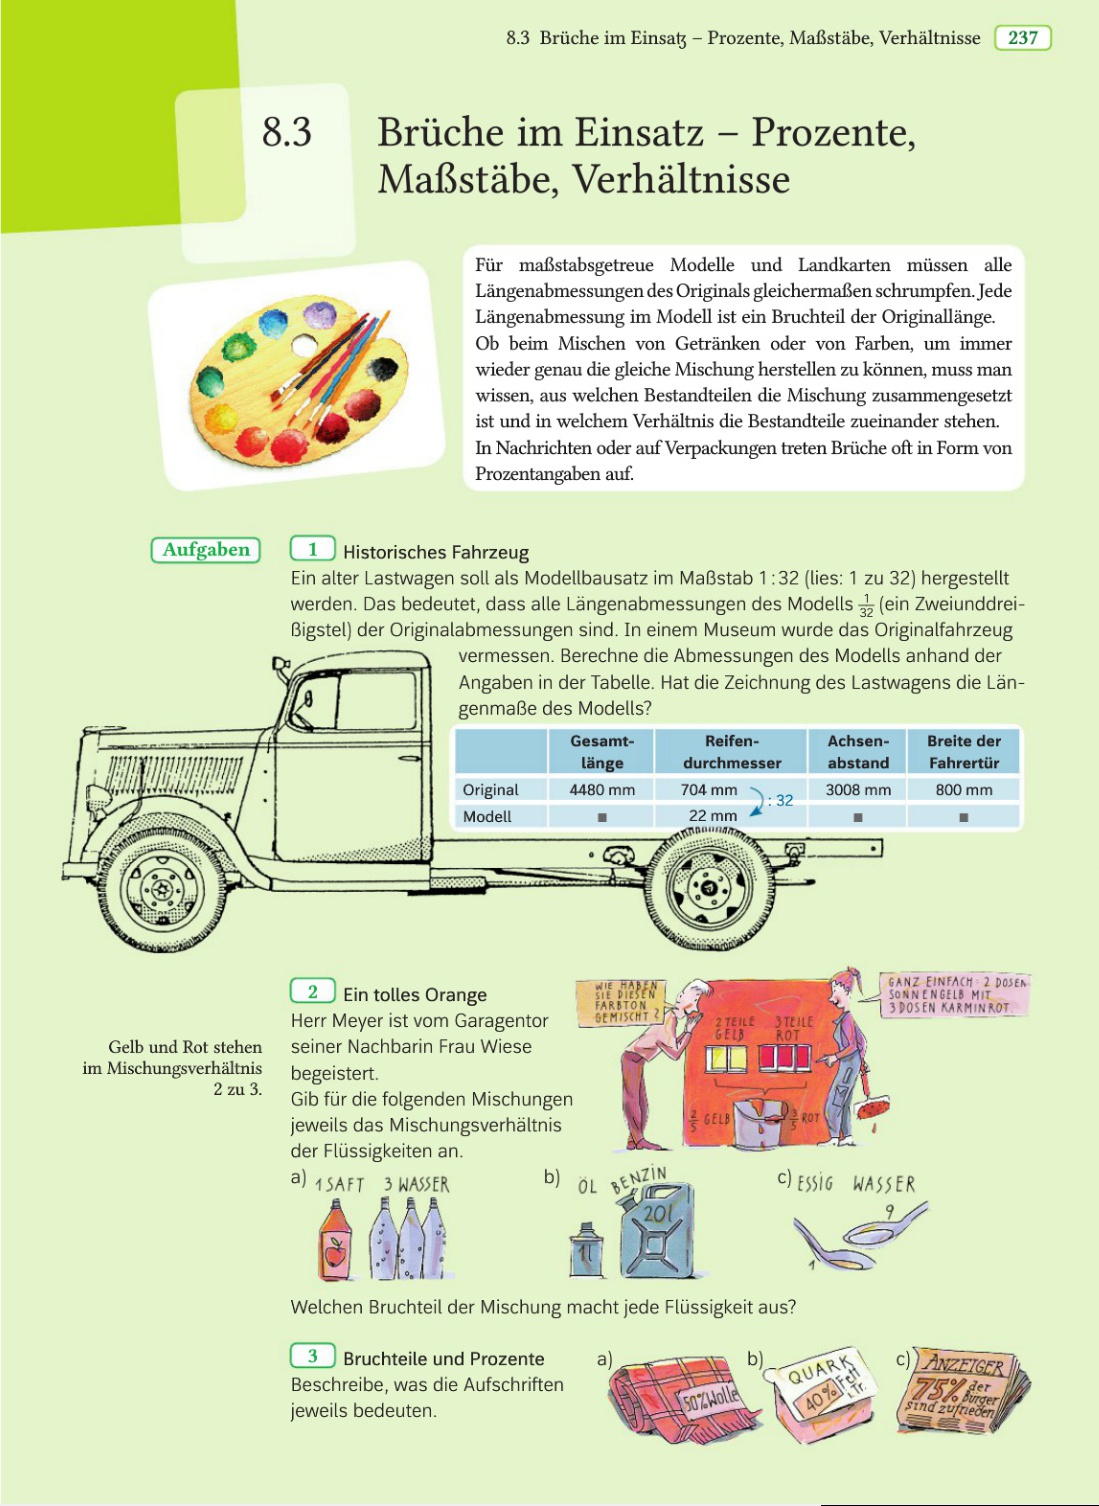 8.3 Brüche im Einsatz – Prozente, Maßstäbe, Verhältnisse 237
8.3 Brüche im Einsatz – Prozente,
Maßstäbe, Verhältnisse
Für maßstabsgetreue Modelle und Landkarten müssen alle
Längenabmessungen des Originals gleichermaßen schrumpfen. Jede
Längenabmessung im Modell ist ein Bruchteil der Originallänge.
Ob beim Mischen von Getränken oder von Farben, um immer
wieder genau die gleiche Mischung herstellen zu können, muss man
wissen, aus welchen Bestandteilen die Mischung zusammengesetzt
ist und in welchem Verhältnis die Bestandteile zueinander stehen.
In Nachrichten oder auf Verpackungen treten Brüche oft in Form von
Prozentangaben auf.
Aufgaben
1 Historisches Fahrzeug
Ein alter Lastwagen soll als Modellbausatz im Maßstab 1:32 (lies: 1 zu 32) hergestellt
werden. Das bedeutet, dass alle Längenabmessungen des Modells 1/32 (ein Zweiunddrei-
ßigstel) der Originalabmessungen sind. In einem Museum wurde das Originalfahrzeug
vermessen. Berechne die Abmessungen des Modells anhand der
Angaben in der Tabelle. Hat die Zeichnung des Lastwagens die Län-
genmaße des Modells?
Gesamt- Reifen- Achsen- Breite der
länge durchmesser abstand Fahrertür
Original 4480 mm 704 mm 3008 mm 800 mm
: 32
Modell ■ 22 mm ■ ■
2 Ein tolles Orange
Herr Meyer ist vom Garagentor
seiner Nachbarin Frau Wiese
begeistert.
Gib für die folgenden Mischungen
jeweils das Mischungsverhältnis
der Flüssigkeiten an.
Gelb und Rot stehen
im Mischungsverhältnis
2 zu 3.
WIE HABEN
SIE DIESEN
FARBTON
GEMISCHT ?
GANZ EINFACH: 2 DOSEN
SONNENGELB MIT
3 DOSEN KARMINROT.
2 TEILE 3 TEILE
GELB ROT
2/5 GELB 3/5 ROT
a) 1 SAFT 3 WASSER
b) ÖL BENZIN
1l 20l
c) ESSIG WASSER
1 9
Welchen Bruchteil der Mischung macht jede Flüssigkeit aus?
3 Bruchteile und Prozente
Beschreibe, was die Aufschriften
jeweils bedeuten.
a) 50% Wolle
b) QUARK
40% Fett
i. Tr.
c) ANZEIGER
75% der
Bürger
sind zufrieden